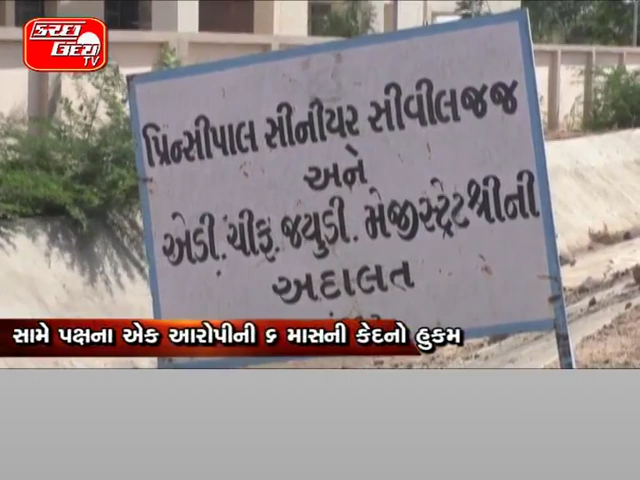 કચ્છ
ઉદય
TV
પ્રિન્સીપાલ સીનીયર સીવીલજજ
અને
એડી. ચીફ. જયુડી. મેજીસ્ટ્રેટશ્રીની
અદાલત
સામે પક્ષના એક આરોપીની ૬ માસની કેદનો હુકમ